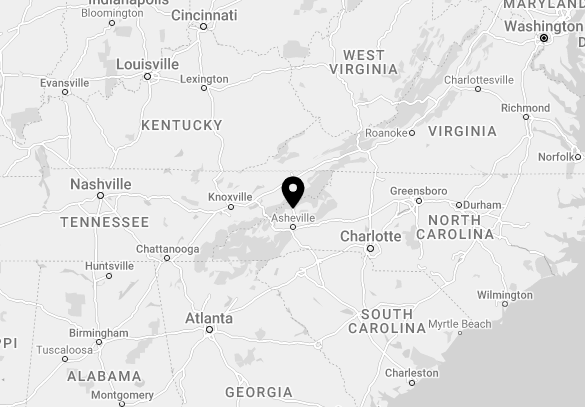 Indianapolis
MARYLAND
Bloomington
Cincinnati
Washington
WEST
VIRGINIA
Louisville
Lexington
Evansville
Charlottesville
Richmond
KENTUCKY
Roanoke
VIRGINIA
Norfolk
Nashville
Knoxville
Greensboro
Durham
TENNESSEE
Asheville
NORTH
CAROLINA
Charlotte
Chattanooga
Huntsville
Wilmington
Atlanta
SOUTH
CAROLINA
Myrtle Beach
Birmingham
PPI
Tuscaloosa
ALABAMA
Charleston
GEORGIA
Montgomery